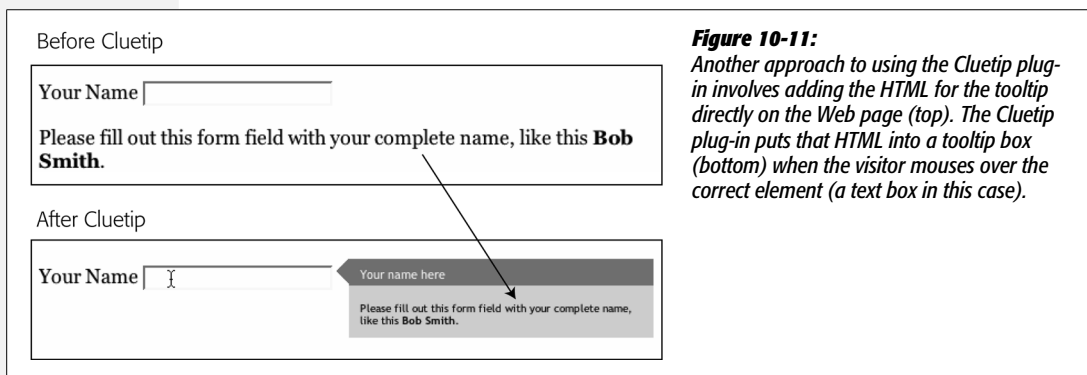 Before Cluetip
Your Name
Please fill out this form field with your complete name, like this Bob
Smith.
After Cluetip
Your Name
Your name here
Please fill out this form field with your complete name,
like this Bob Smith.
Figure 10-11:
Another approach to using the Cluetip plug-
in involves adding the HTML for the tooltip
directly on the Web page (top). The Cluetip
plug-in puts that HTML into a tooltip box
(bottom) when the visitor mouses over the
correct element (a text box in this case).